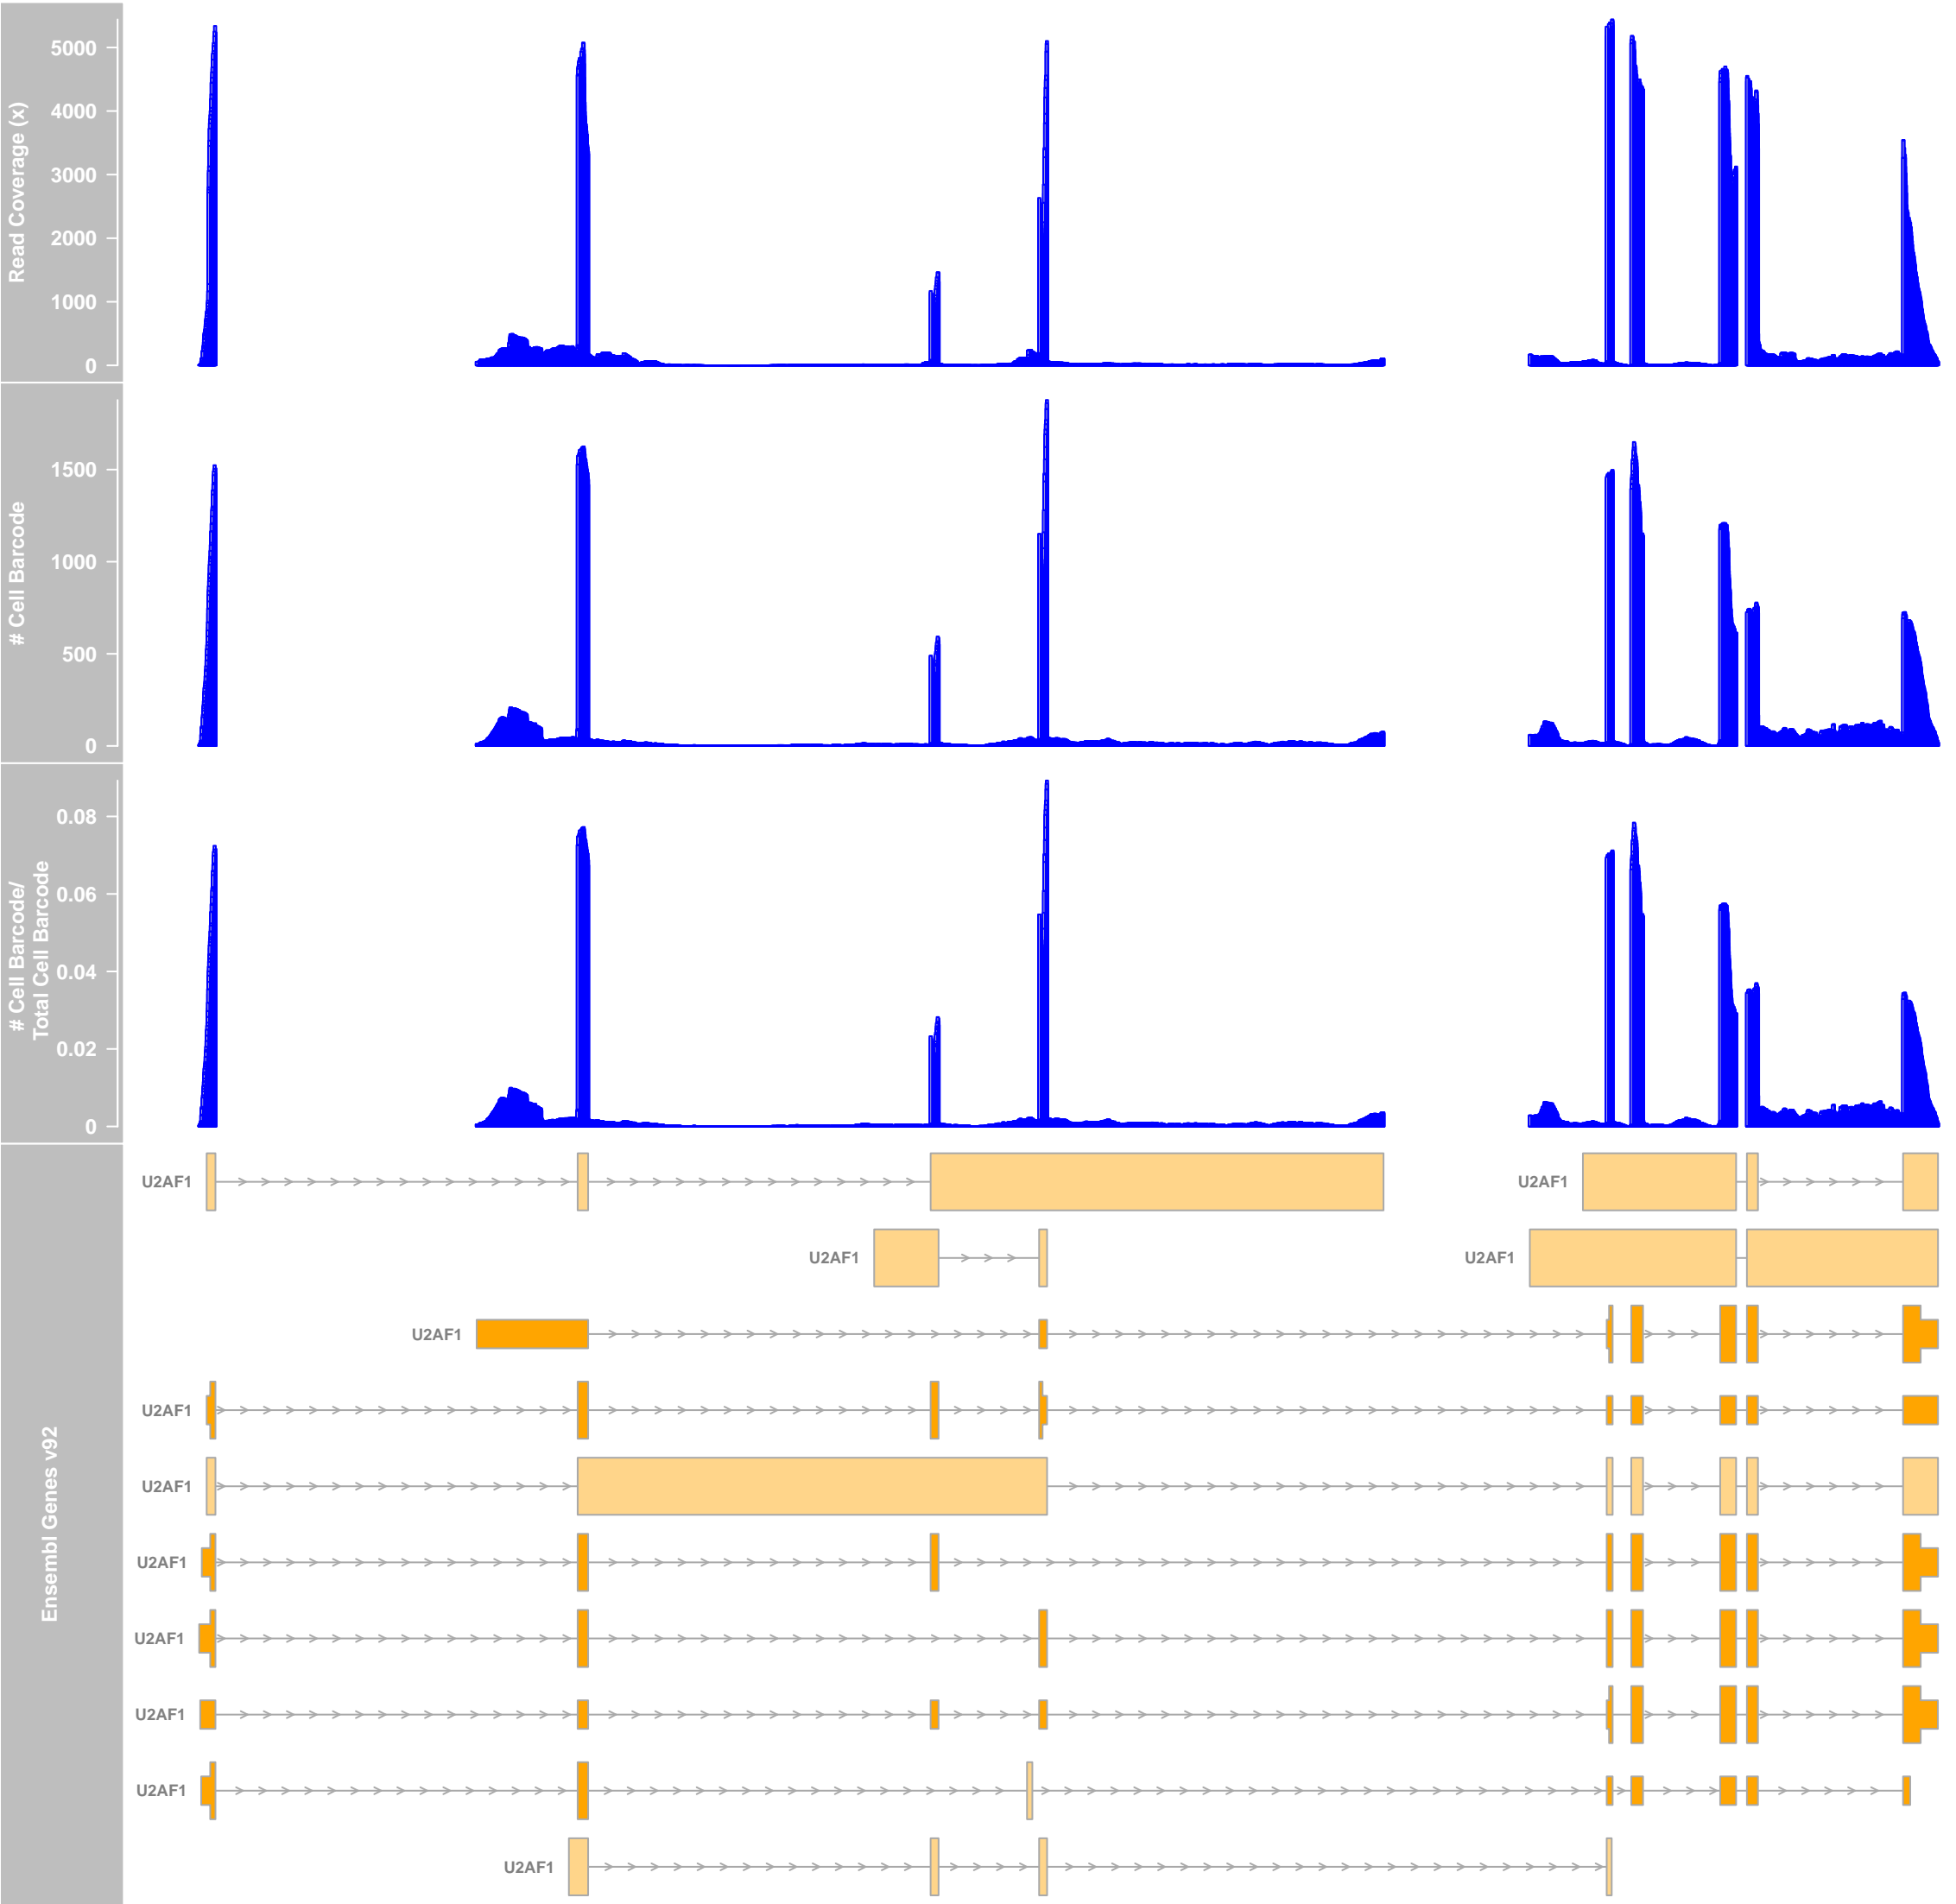 Read Coverage (x)
5000
4000
3000
2000
1000
0
# Cell Barcode
1500
1000
500
0
# Cell Barcode/
Total Cell Barcode
0.08
0.06
0.04
0.02
0
Ensembl Genes v92
U2AF1
U2AF1
U2AF1
U2AF1
U2AF1
U2AF1
U2AF1
U2AF1
U2AF1
U2AF1
U2AF1
U2AF1